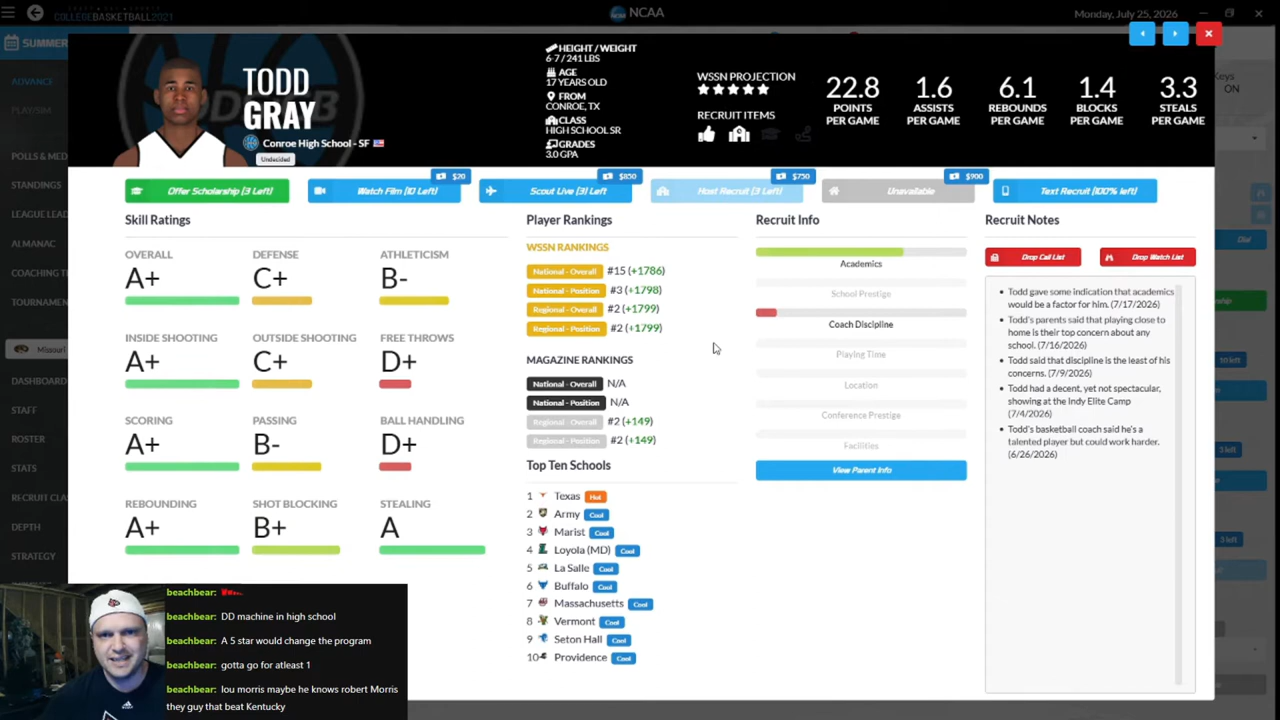 COLLEGEBASKETBALL2021
NCAA
Monday, July 25, 2026
SUMMER
ADVANCE
PLAY/SIM
POLLS & MED
STANDINGS
LEAGUE LEAD
ALMANAC
COACHING T
TOURNAMEN
Missouri
DASHBOARD
STAFF
ROSTER
STATS
RECRUIT CLA
DEPTH
STRATEGY
Keys
ON
TODD
GRAY
Conroe High School - SF
Undecided
HEIGHT / WEIGHT
6-7 / 241 LBS
AGE
17 YEARS OLD
FROM
CONROE, TX
CLASS
HIGH SCHOOL SR
GRADES
3.0 GPA
WSSN PROJECTION
RECRUIT ITEMS
22.8
POINTS
PER GAME
1.6
ASSISTS
PER GAME
6.1
REBOUNDS
PER GAME
1.4
BLOCKS
PER GAME
3.3
STEALS
PER GAME
Offer Scholarship (3 Left)
$20
Watch Film (10 Left)
$850
Scout Live (3) Left)
$750
Host Recruit (3 Left)
$900
Unavailable
Text Recruit (100% left)
Skill Ratings
OVERALL
A+
DEFENSE
C+
ATHLETICISM
B-
INSIDE SHOOTING
A+
OUTSIDE SHOOTING
C+
FREE THROWS
D+
SCORING
A+
PASSING
B-
BALL HANDLING
D+
REBOUNDING
A+
SHOT BLOCKING
B+
STEALING
A
Player Rankings
WSSN RANKINGS
National - Overall #15 (+1786)
National - Position #3 (+1798)
Regional - Overall #2 (+1799)
Regional - Position #2 (+1799)
MAGAZINE RANKINGS
National - Overall N/A
National - Position N/A
Regional - Overall #2 (+149)
Regional - Position #2 (+149)
Top Ten Schools
1 Texas Hot
2 Army Cool
3 Marist Cool
4 Loyola (MD) Cool
5 La Salle Cool
6 Buffalo Cool
7 Massachusetts Cool
8 Vermont Cool
9 Seton Hall Cool
10 Providence Cool
Recruit Info
Academics
School Prestige
Coach Discipline
Playing Time
Location
Conference Prestige
Facilities
View Parent Info
Recruit Notes
Drop Call List
Drop Watch List
Todd gave some indication that academics
would be a factor for him. (7/17/2026)
Todd's parents said that playing close to
home is their top concern about any
school. (7/16/2026)
Todd said that discipline is the least of his
concerns. (7/9/2026)
Todd had a decent, yet not spectacular,
showing at the Indy Elite Camp
(7/4/2026)
Todd's basketball coach said he's a
talented player but could work harder.
(6/26/2026)
beachbear:
beachbear: DD machine in high school
beachbear: A 5 star would change the program
beachbear: gotta go for atleast 1
beachbear: lou morris maybe he knows robert Morris
they guy that beat Kentucky